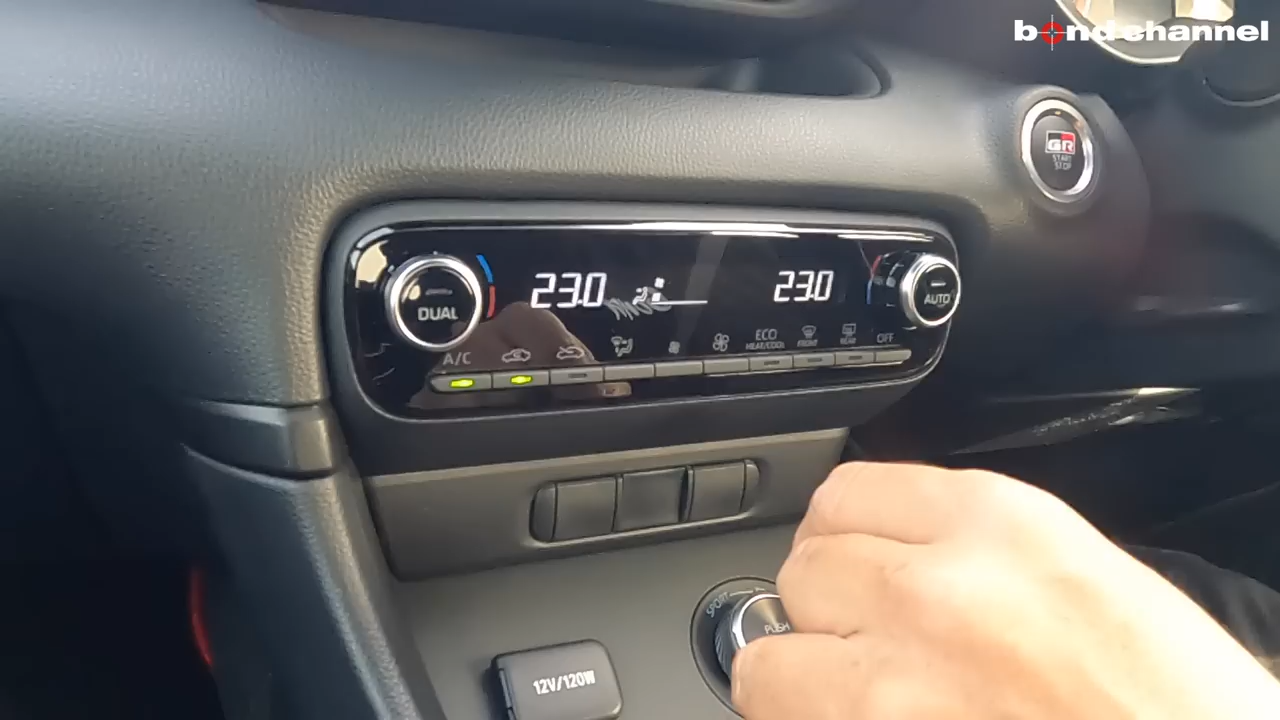 bond channel
GR
START
STOP
23.0
23.0
DUAL
AUTO
A/C
ECO
HEAT/COOL
FRONT
REAR
OFF
SPORT
PUSH
12V/120W